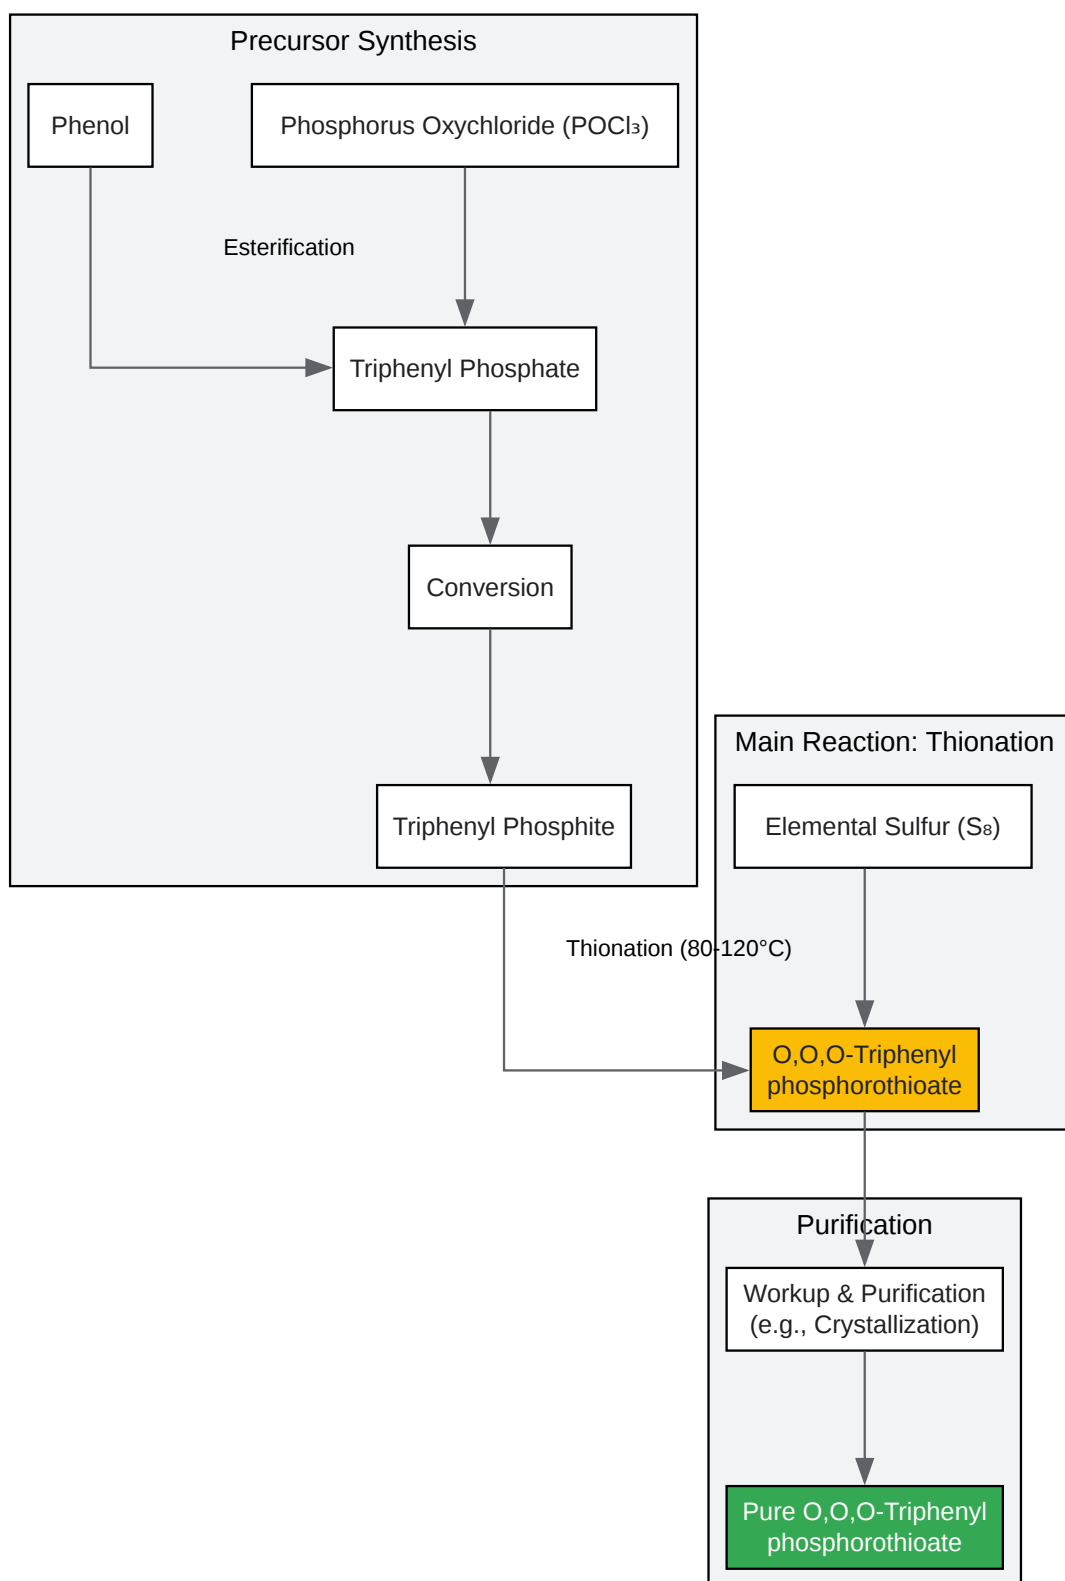 Precursor Synthesis
Phenol
Phosphorus Oxychloride (POCl₃)
Esterification
Triphenyl Phosphate
Conversion
Triphenyl Phosphite
Main Reaction: Thionation
Elemental Sulfur (S₈)
Thionation (80-120°C)
O,O,O-Triphenyl
phosphorothioate
Purification
Workup & Purification
(e.g., Crystallization)
Pure O,O,O-Triphenyl
phosphorothioate